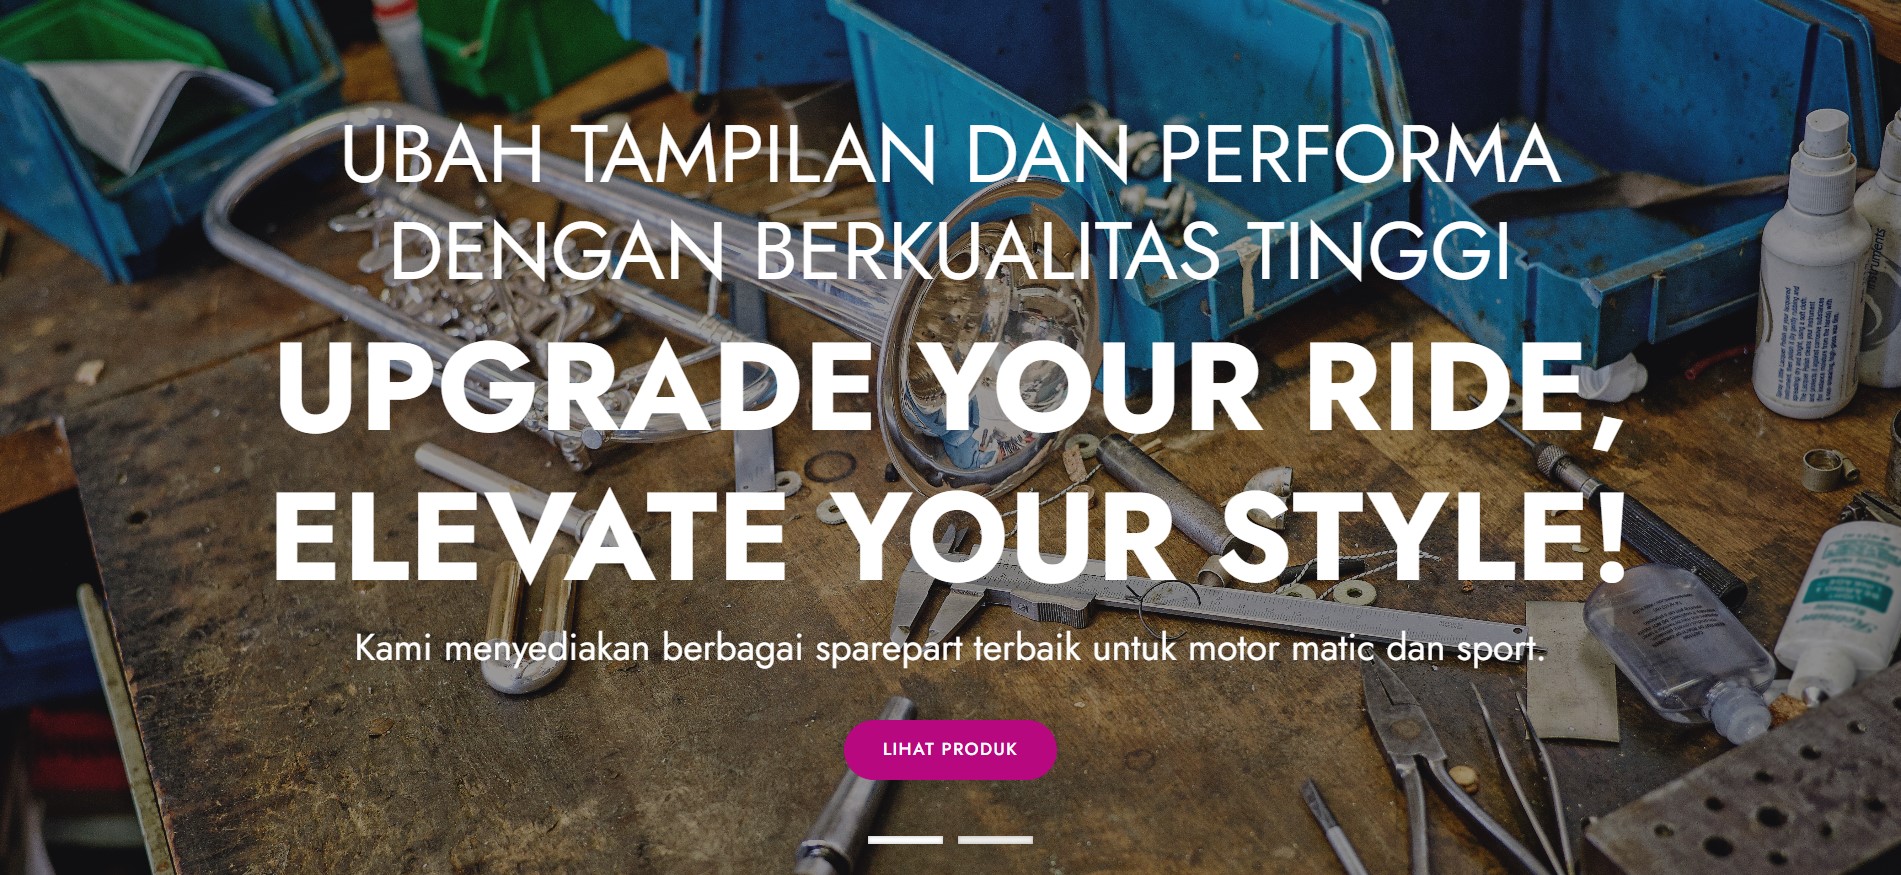 UBAH TAMPILAN DAN PERFORMA
DENGAN BERKUALITAS TINGGI
UPGRADE YOUR RIDE,
ELEVATE YOUR STYLE!
Kami menyediakan berbagai sparepart terbaik untuk motor matic dan sport.
LIHAT PRODUK